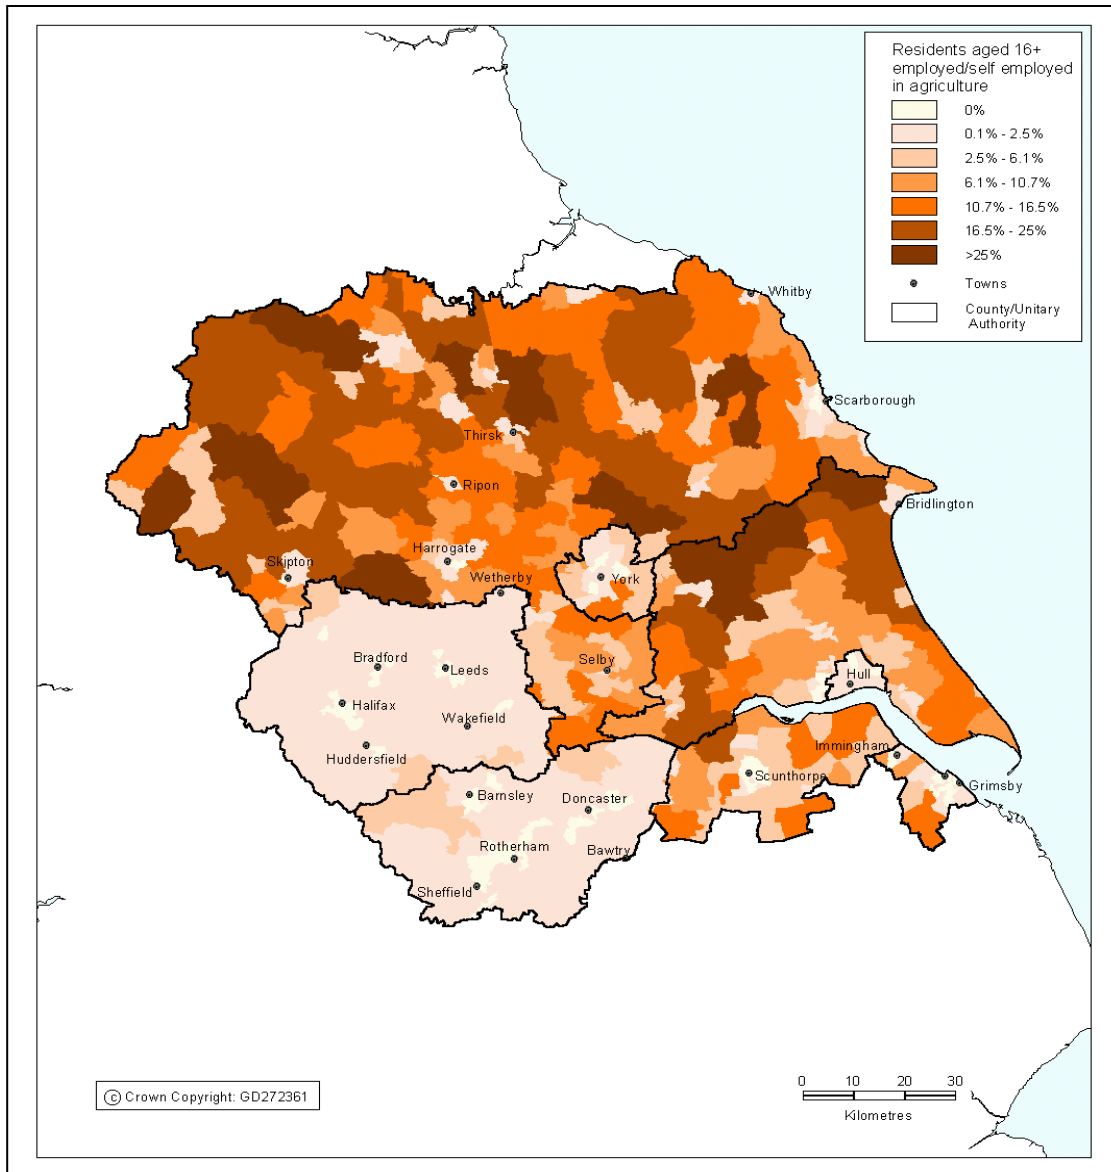 Residents aged 16+
employed/self employed
in agriculture
0%
0.1% - 2.5%
2.5% - 6.1%
6.1% - 10.7%
10.7% - 16.5%
16.5% - 25%
>25%
Towns
County/Unitary
Authority
Whitby
Scarborough
Thirsk
Ripon
Bridlington
Harrogate
Skipton
Wetherby
York
Bradford
Leeds
Selby
Hull
Halifax
Wakefield
Huddersfield
Immingham
Scunthorpe
Grimsby
Barnsley
Doncaster
Rotherham
Bawtry
Sheffield
0 10 20 30
Kilometres
© Crown Copyright: GD272361